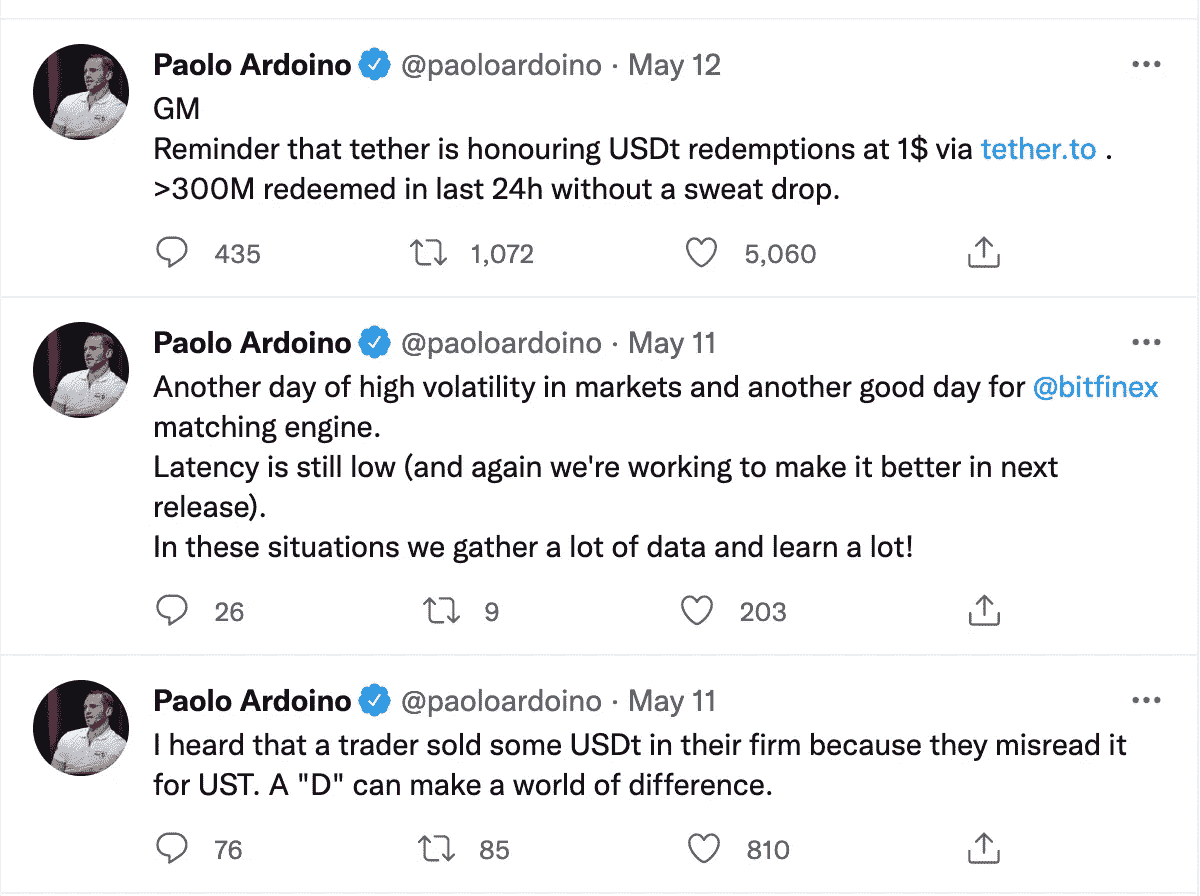 Paolo Ardoino @paoloardoino · May 12
GM
Reminder that tether is honouring USDt redemptions at 1$ via tether.to .
>300M redeemed in last 24h without a sweat drop.
435 1,072 5,060
Paolo Ardoino @paoloardoino · May 11
Another day of high volatility in markets and another good day for @bitfinex
matching engine.
Latency is still low (and again we're working to make it better in next
release).
In these situations we gather a lot of data and learn a lot!
26 9 203
Paolo Ardoino @paoloardoino · May 11
I heard that a trader sold some USDt in their firm because they misread it
for UST. A "D" can make a world of difference.
76 85 810